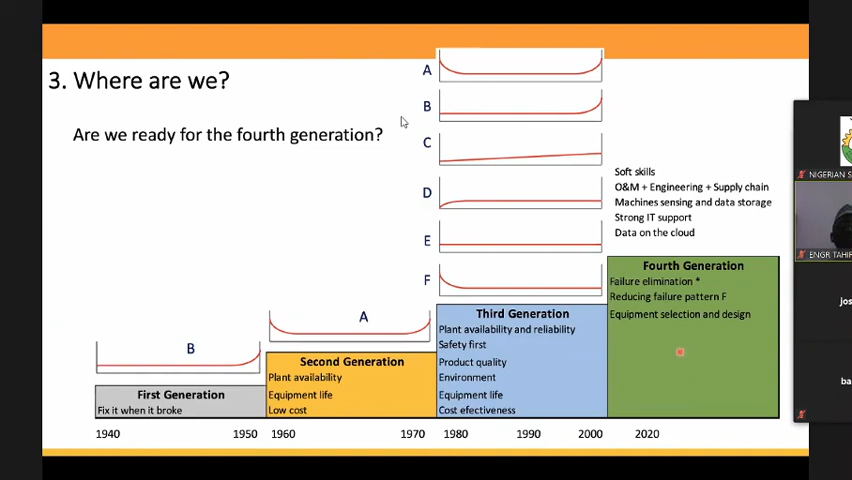 3. Where are we?
Are we ready for the fourth generation?
A
B
C
D
E
F
Soft skills
O&M + Engineering + Supply chain
Machines sensing and data storage
Strong IT support
Data on the cloud
B
A
First Generation
Fix it when it broke
Second Generation
Plant availability
Equipment life
Low cost
Third Generation
Plant availability and reliability
Safety first
Product quality
Environment
Equipment life
Cost efectiveness
Fourth Generation
Failure elimination *
Reducing failure pattern F
Equipment selection and design
1940 1950 1960 1970 1980 1990 2000 2020
NIGERIAN S
ENGR TAHIR
jos
ba